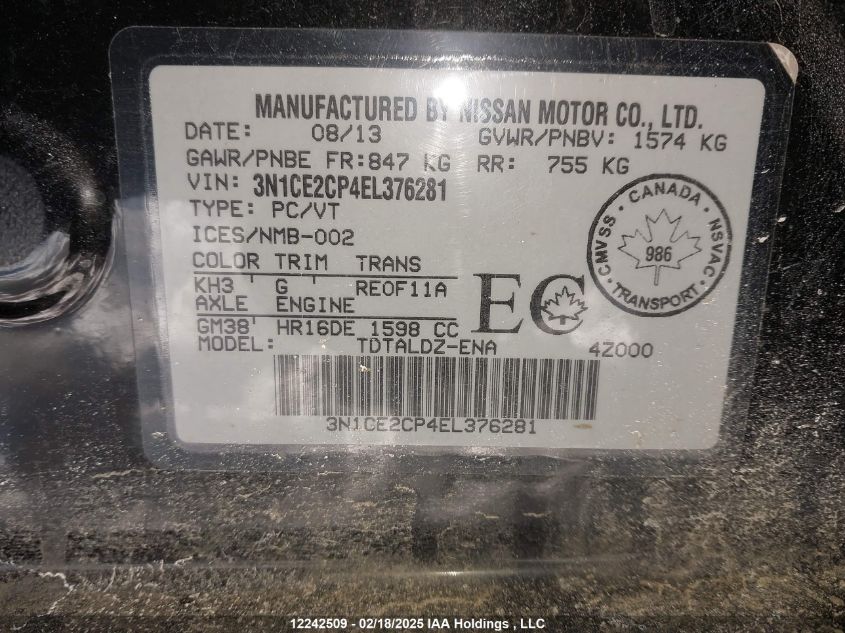 MANUFACTURED BY NISSAN MOTOR CO., LTD.
DATE: 08/13 GVWR/PNBV: 1574 KG
GAWR/PNBE FR: 847 KG RR: 755 KG
VIN: 3N1CE2CP4EL376281
TYPE: PC/VT
ICES/NMB-002
COLOR TRIM TRANS
KH3 ' G ' RE0F11A
AXLE ENGINE
GM38' HR16DE 1598 CC
MODEL: TDTALDZ-ENA 4Z000
EC
CANADA
CMVSS · NSVAC
986
TRANSPORT
3N1CE2CP4EL376281
12242509 - 02/18/2025 IAA Holdings , LLC